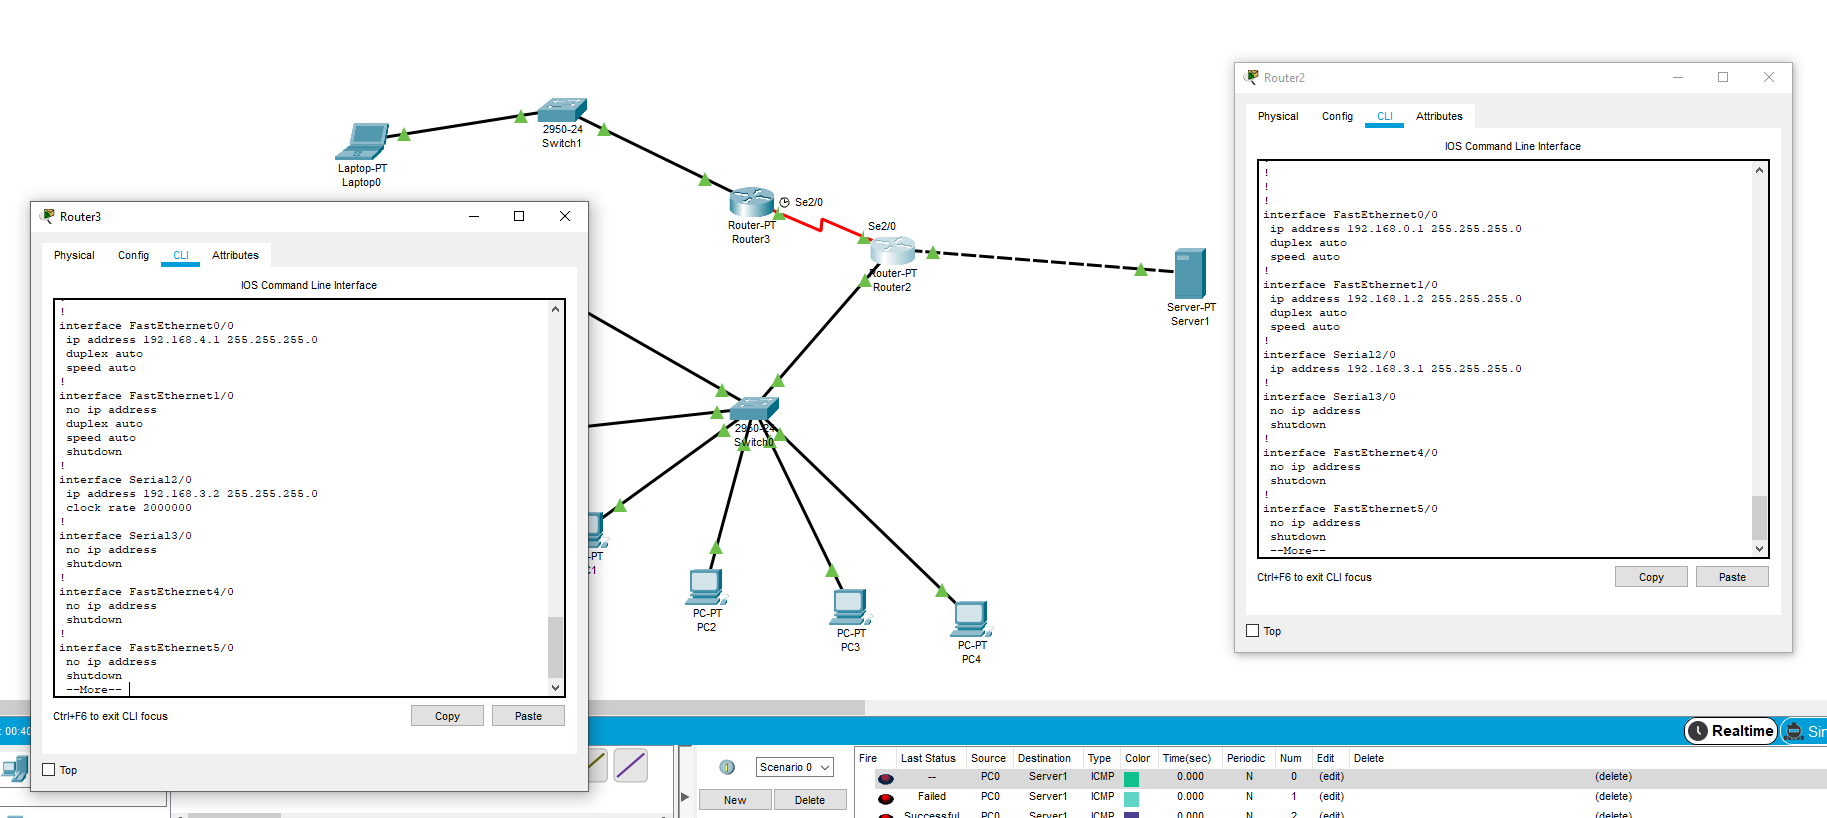 2950-24
Switch1
Laptop-PT
Laptop0
Se2/0
Router-PT
Router3
Se2/0
Router-PT
Router2
Server-PT
Server1
2950-24
Switch0
-PT
C1
PC-PT
PC2
PC-PT
PC3
PC-PT
PC4
Router3
Physical
Config
CLI
Attributes
IOS Command Line Interface
!
interface FastEthernet0/0
ip address 192.168.4.1 255.255.255.0
duplex auto
speed auto
!
interface FastEthernet1/0
no ip address
duplex auto
speed auto
shutdown
!
interface Serial2/0
ip address 192.168.3.2 255.255.255.0
clock rate 2000000
!
interface Serial3/0
no ip address
shutdown
!
interface FastEthernet4/0
no ip address
shutdown
!
interface FastEthernet5/0
no ip address
shutdown
--More--
Ctrl+F6 to exit CLI focus
Copy
Paste
Top
Router2
Physical
Config
CLI
Attributes
IOS Command Line Interface
!
!
!
interface FastEthernet0/0
ip address 192.168.0.1 255.255.255.0
duplex auto
speed auto
!
interface FastEthernet1/0
ip address 192.168.1.2 255.255.255.0
duplex auto
speed auto
!
interface Serial2/0
ip address 192.168.3.1 255.255.255.0
!
interface Serial3/0
no ip address
shutdown
!
interface FastEthernet4/0
no ip address
shutdown
!
interface FastEthernet5/0
no ip address
shutdown
--More--
Ctrl+F6 to exit CLI focus
Copy
Paste
Top
: 00:40
Realtime
Sin
Scenario 0
New
Delete
Fire Last Status Source Destination Type Color Time(sec) Periodic Num Edit Delete
-- PC0 Server1 ICMP 0.000 N 0 (edit) (delete)
Failed PC0 Server1 ICMP 0.000 N 1 (edit) (delete)
Successful PC0 Server1 ICMP 0.000 N 2 (edit) (delete)